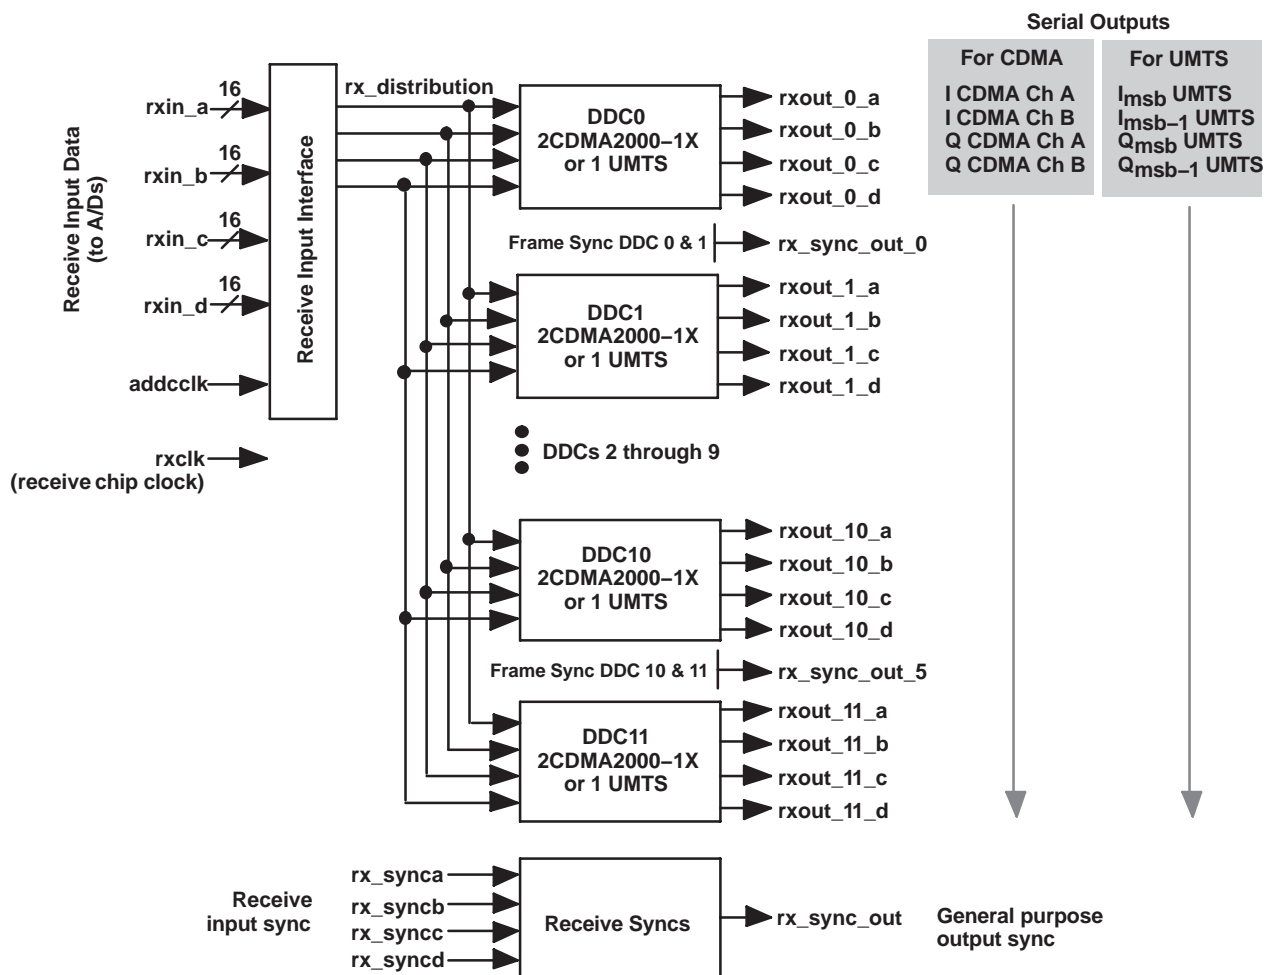 Serial Outputs
For CDMA
I CDMA Ch A
I CDMA Ch B
Q CDMA Ch A
Q CDMA Ch B
For UMTS
Imsb UMTS
Imsb–1 UMTS
Qmsb UMTS
Qmsb–1 UMTS
Receive Input Data
(to A/Ds)
16
rxin_a
16
rxin_b
16
rxin_c
16
rxin_d
addcclk
rxclk
(receive chip clock)
Receive Input Interface
rx_distribution
DDC0
2CDMA2000–1X
or 1 UMTS
rxout_0_a
rxout_0_b
rxout_0_c
rxout_0_d
Frame Sync DDC 0 & 1
rx_sync_out_0
DDC1
2CDMA2000–1X
or 1 UMTS
rxout_1_a
rxout_1_b
rxout_1_c
rxout_1_d
DDCs 2 through 9
DDC10
2CDMA2000–1X
or 1 UMTS
rxout_10_a
rxout_10_b
rxout_10_c
rxout_10_d
Frame Sync DDC 10 & 11
rx_sync_out_5
DDC11
2CDMA2000–1X
or 1 UMTS
rxout_11_a
rxout_11_b
rxout_11_c
rxout_11_d
Receive
input sync
rx_synca
rx_syncb
rx_syncc
rx_syncd
Receive Syncs
rx_sync_out
General purpose
output sync